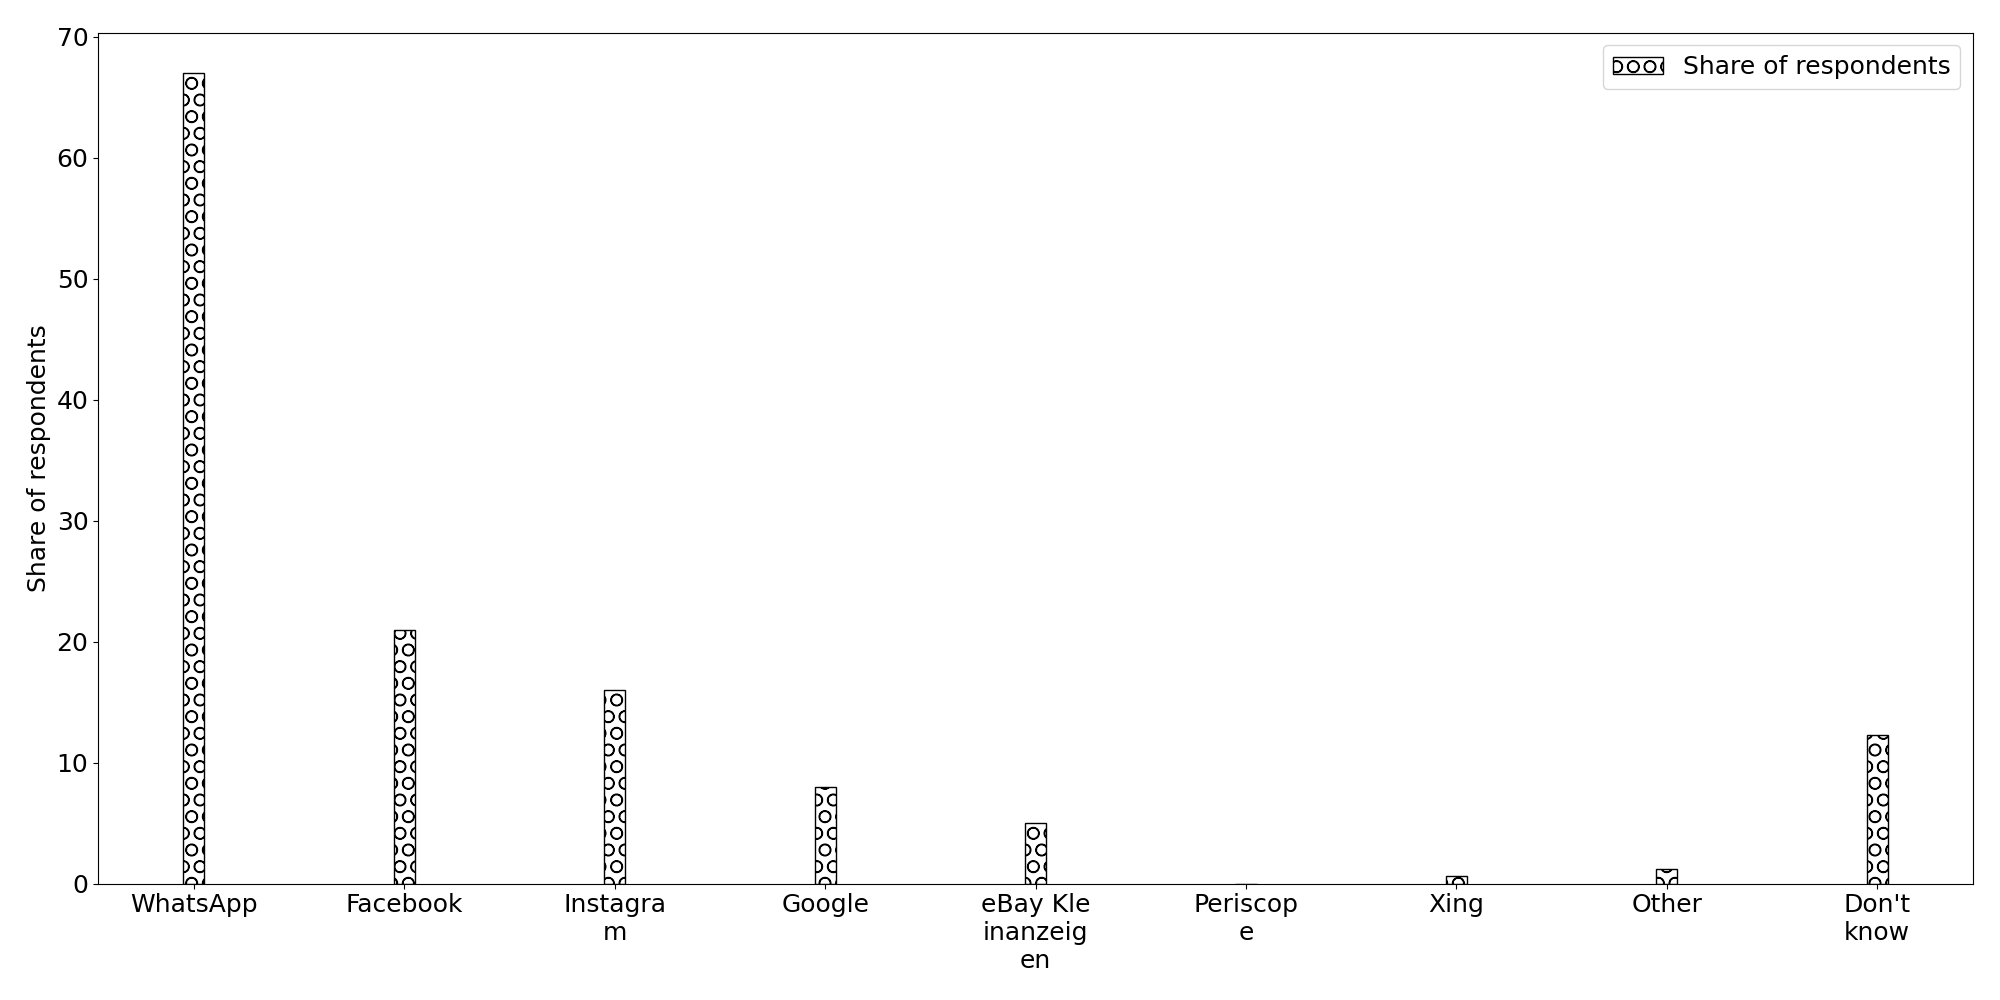 70
60
50
40
30
20
10
0
Share of respondents
Share of respondents
WhatsApp
Facebook
Instagra
m
Google
eBay Kle
inanzeig
en
Periscop
e
Xing
Other
Don't
know